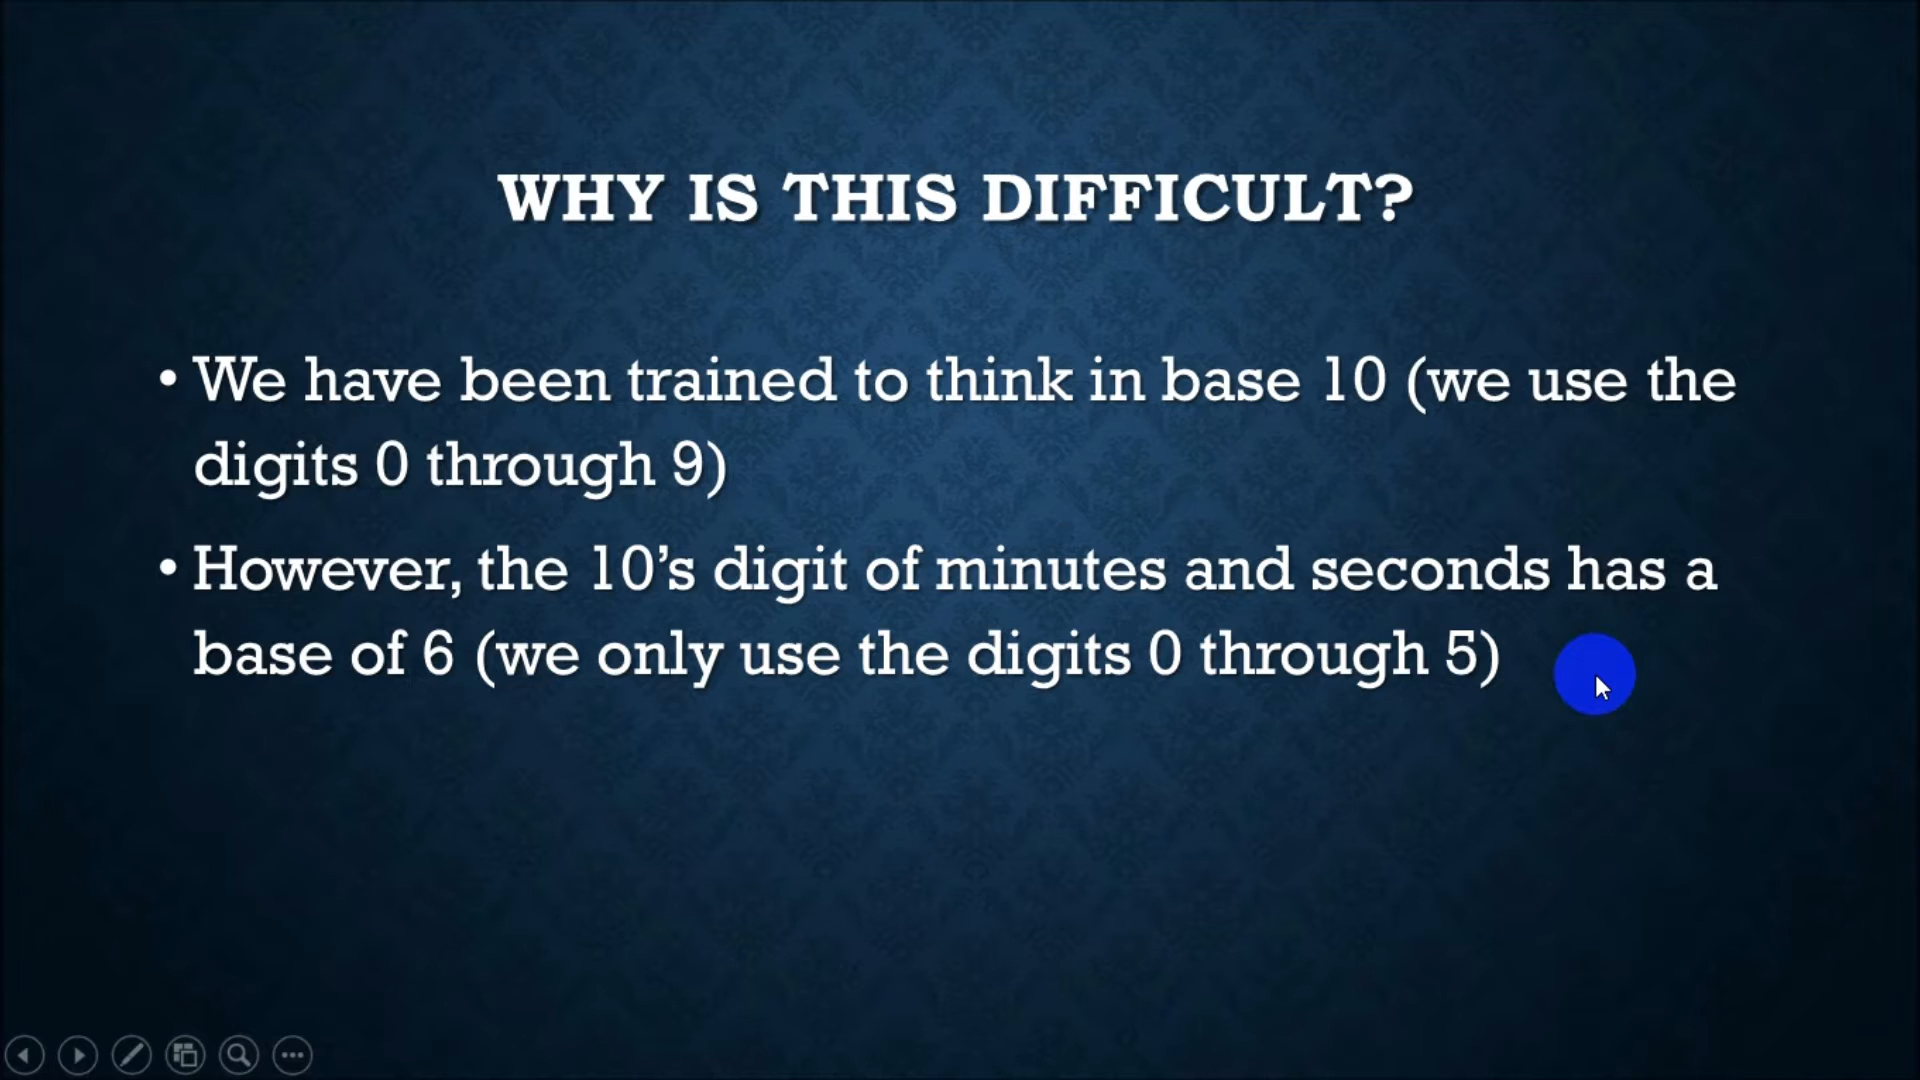 WHY IS THIS DIFFICULT?
• We have been trained to think in base 10 (we use the
digits 0 through 9)
• However, the 10’s digit of minutes and seconds has a
base of 6 (we only use the digits 0 through 5)